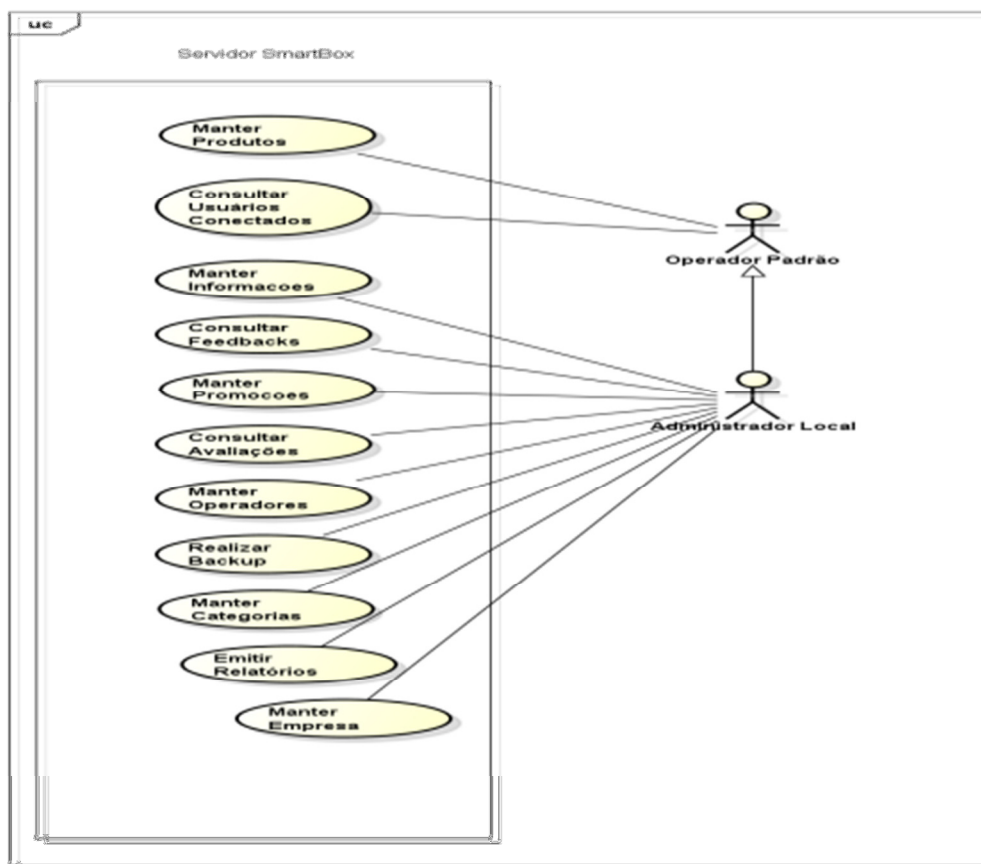 uc
Servidor SmartBox
Manter
Produtos
Consultar
Usuários
Conectados
Operador Padrão
Manter
Informacoes
Consultar
Feedbacks
Manter
Promocoes
Administrador Local
Consultar
Avaliações
Manter
Operadores
Realizar
Backup
Manter
Categorias
Emitir
Relatórios
Manter
Empresa